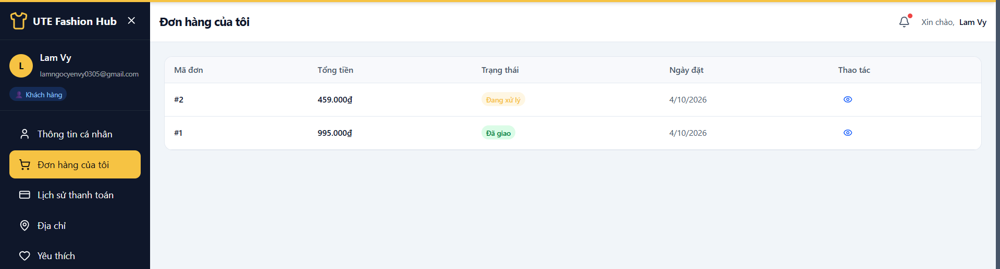 UTE Fashion Hub
Đơn hàng của tôi
Xin chào, Lam Vy
L
Lam Vy
lamngocyenvy0305@gmail.com
Khách hàng
Thông tin cá nhân
Đơn hàng của tôi
Lịch sử thanh toán
Địa chỉ
Yêu thích
Mã đơn Tổng tiền Trạng thái Ngày đặt Thao tác
#2 459.000₫ Đang xử lý 4/10/2026
#1 995.000₫ Đã giao 4/10/2026